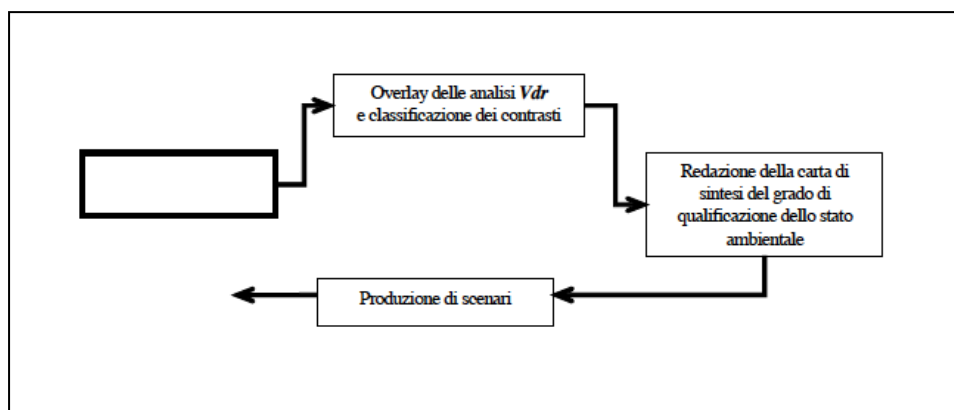 Overlay delle analisi Vdr
e classificazione dei contrasti
Redazione della carta di
sintesi del grado di
qualificazione dello stato
ambientale
Produzione di scenari